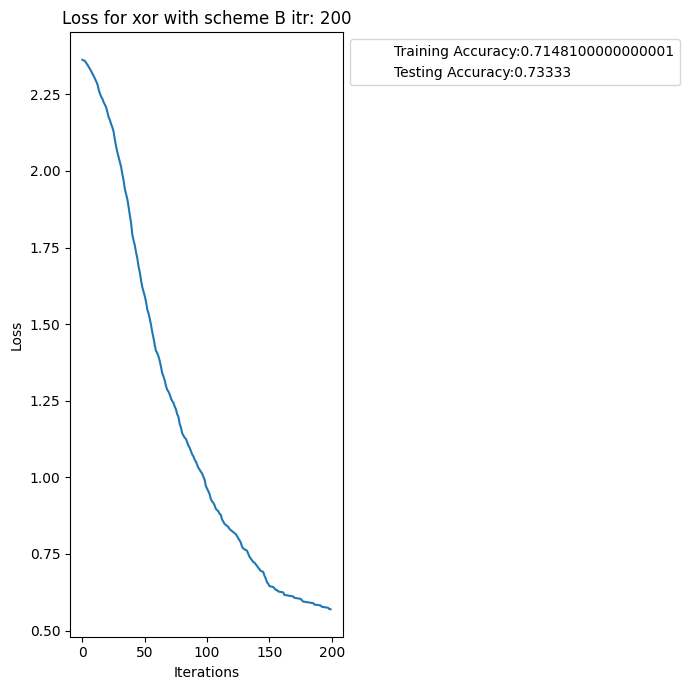 Loss for xor with scheme B itr: 200
Training Accuracy:0.7148100000000001
Testing Accuracy:0.73333
Loss
2.25
2.00
1.75
1.50
1.25
1.00
0.75
0.50
0
50
100
150
200
Iterations